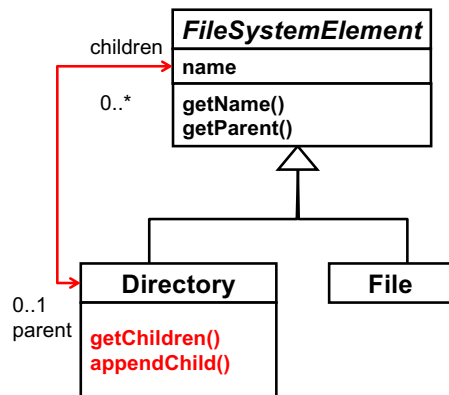 FileSystemElement
children
name
0..*
getName()
getParent()
Directory
File
0..1
parent
getChildren()
appendChild()